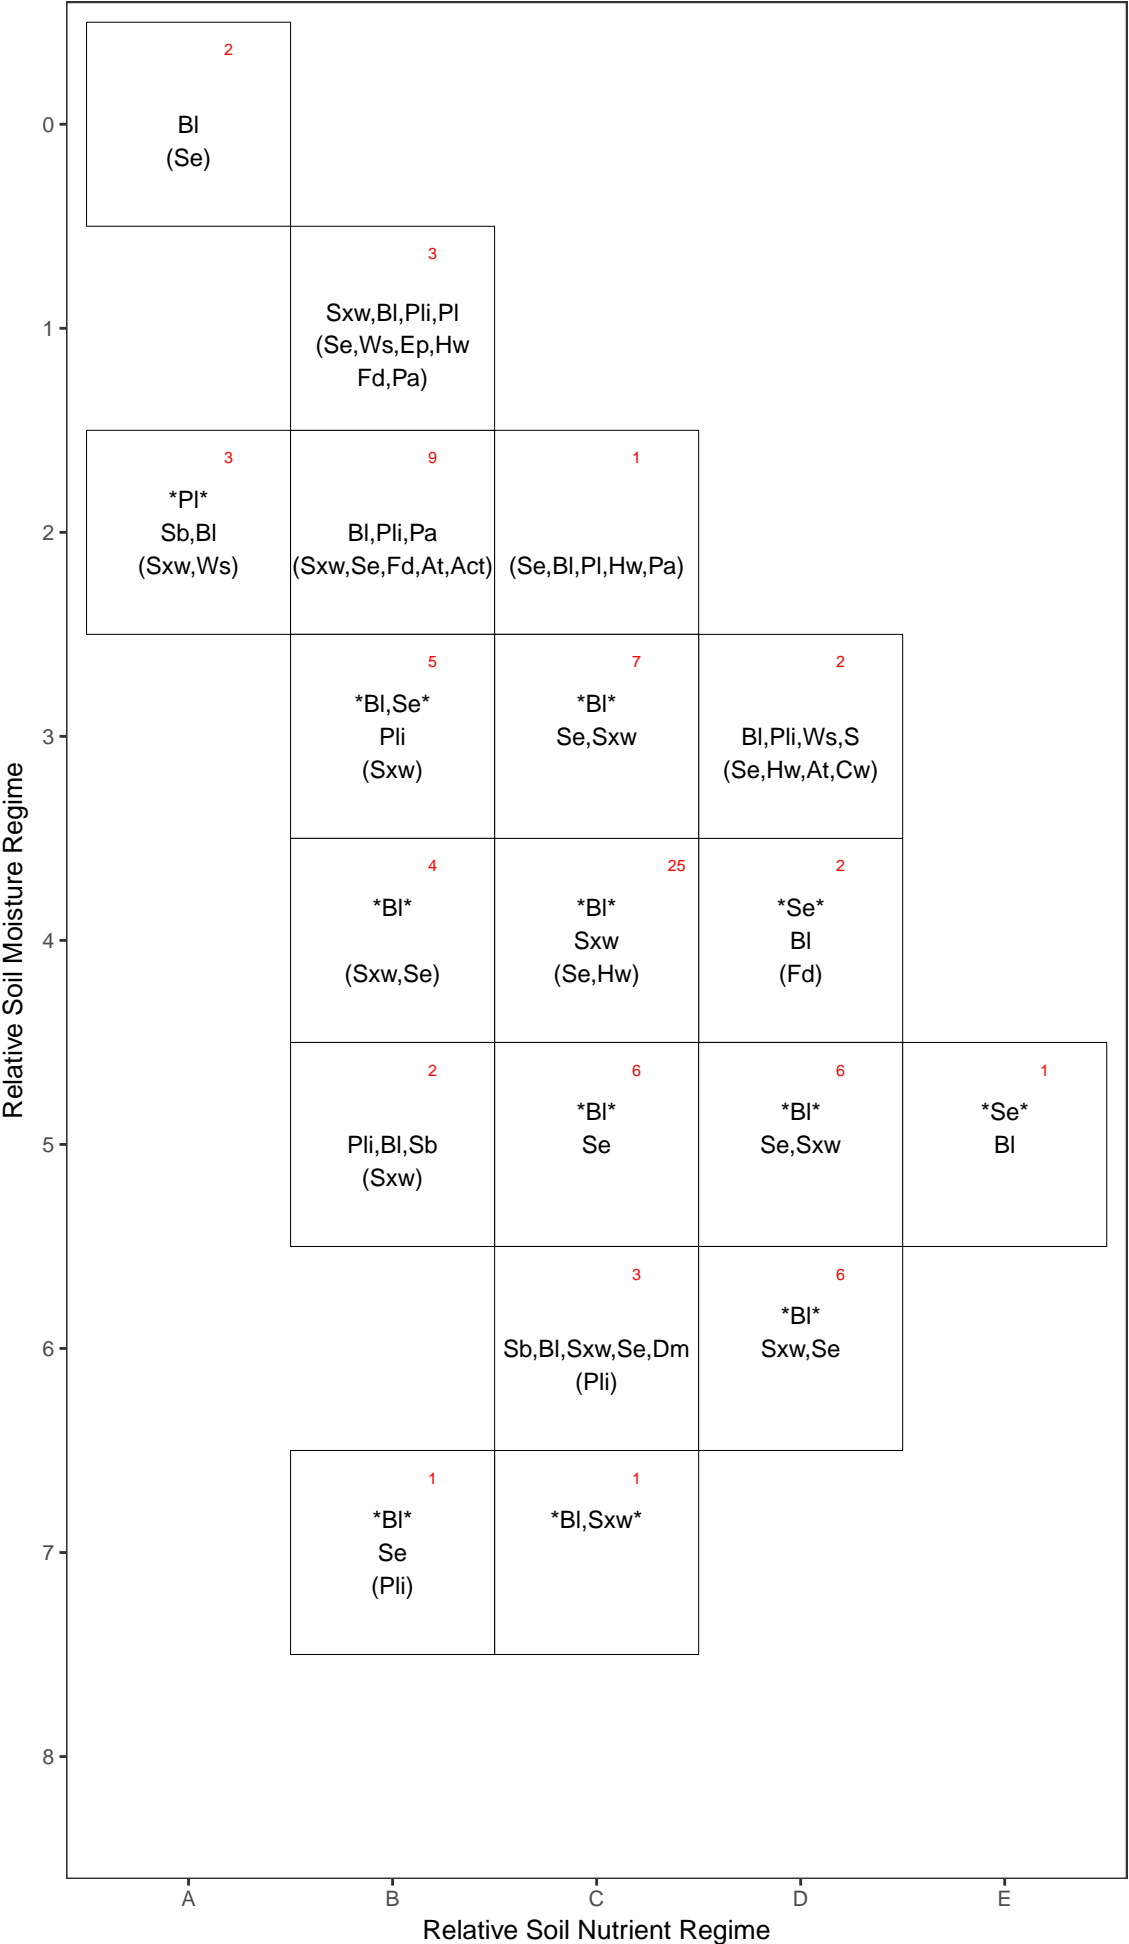 2
0
Bl
(Se)
3
1
Sxw,Bl,Pli,Pl
(Se,Ws,Ep,Hw
Fd,Pa)
3
9
1
*Pl*
2
Sb,Bl
Bl,Pli,Pa
(Sxw,Ws)
(Sxw,Se,Fd,At,Act)
(Se,Bl,Pl,Hw,Pa)
5
7
2
*Bl,Se*
*Bl*
3
Pli
Se,Sxw
Bl,Pli,Ws,S
(Sxw)
(Se,Hw,At,Cw)
Relative Soil Moisture Regime
4
25
2
*Bl*
*Bl*
*Se*
4
Sxw
Bl
(Sxw,Se)
(Se,Hw)
(Fd)
2
6
6
1
*Bl*
*Bl*
*Se*
5
Pli,Bl,Sb
Se
Se,Sxw
Bl
(Sxw)
3
6
*Bl*
6
Sb,Bl,Sxw,Se,Dm
Sxw,Se
(Pli)
1
1
*Bl*
*Bl,Sxw*
7
Se
(Pli)
8
A
B
C
D
E
Relative Soil Nutrient Regime